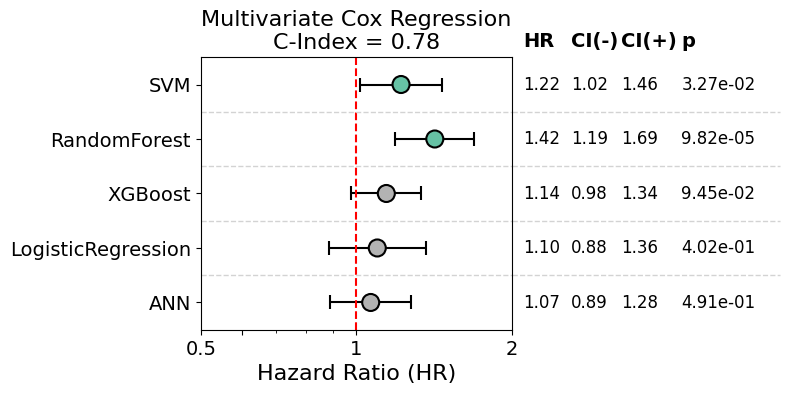 Multivariate Cox Regression
C-Index = 0.78
HR CI(-) CI(+) p
SVM 1.22 1.02 1.46 3.27e-02
RandomForest 1.42 1.19 1.69 9.82e-05
XGBoost 1.14 0.98 1.34 9.45e-02
LogisticRegression 1.10 0.88 1.36 4.02e-01
ANN 1.07 0.89 1.28 4.91e-01
0.5 1 2
Hazard Ratio (HR)